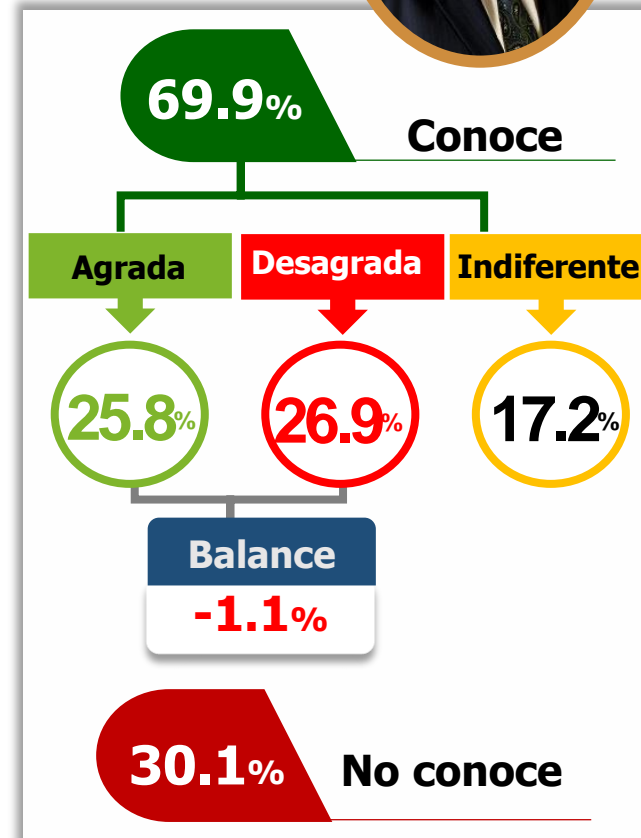 69.9%
Conoce
Agrada
Desagrada
Indiferente
25.8%
26.9%
17.2%
Balance
-1.1%
30.1%
No conoce